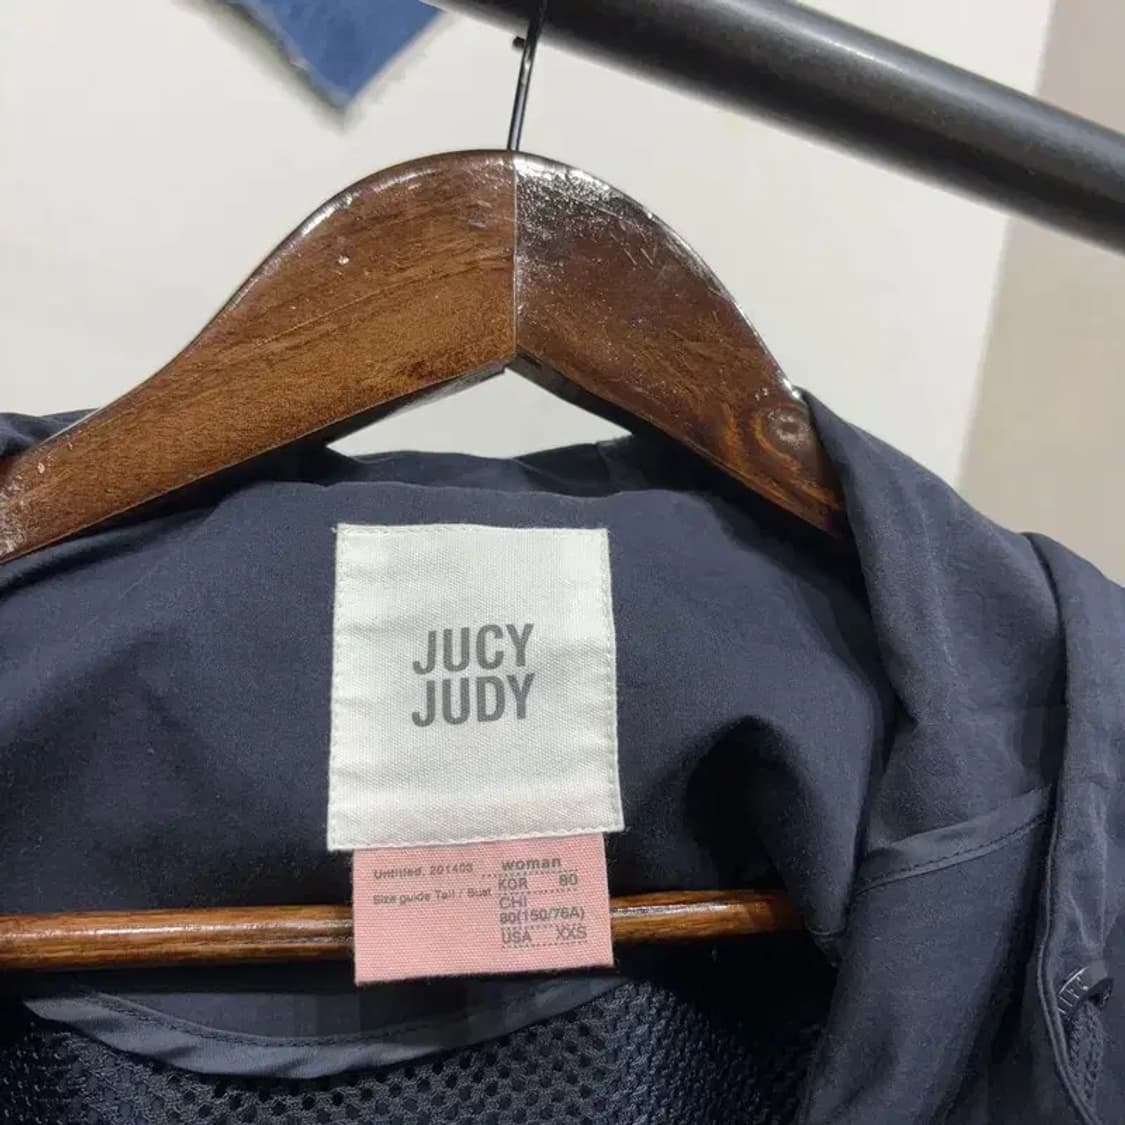 JUCY
JUDY
Untitled. 201403 woman
Size guide Tall / Bust KOR 80
CHI
80(150/76A)
USA XXS